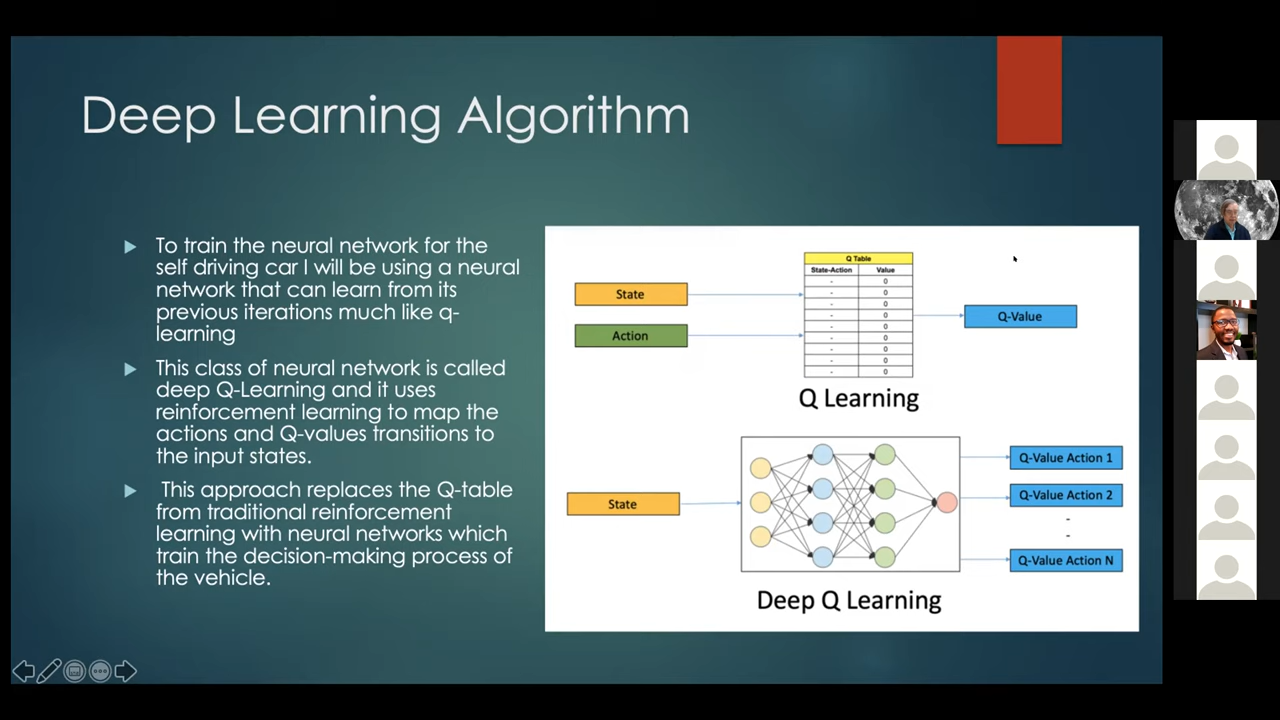 Deep Learning Algorithm
To train the neural network for the
self driving car I will be using a neural
network that can learn from its
previous iterations much like q-
learning
This class of neural network is called
deep Q-Learning and it uses
reinforcement learning to map the
actions and Q-values transitions to
the input states.
This approach replaces the Q-table
from traditional reinforcement
learning with neural networks which
train the decision-making process of
the vehicle.
Q Table
State-Action Value
- 0
- 0
- 0
- 0
- 0
- 0
- 0
- 0
- 0
State
Action
Q-Value
Q Learning
State
Q-Value Action 1
Q-Value Action 2
-
-
Q-Value Action N
Deep Q Learning